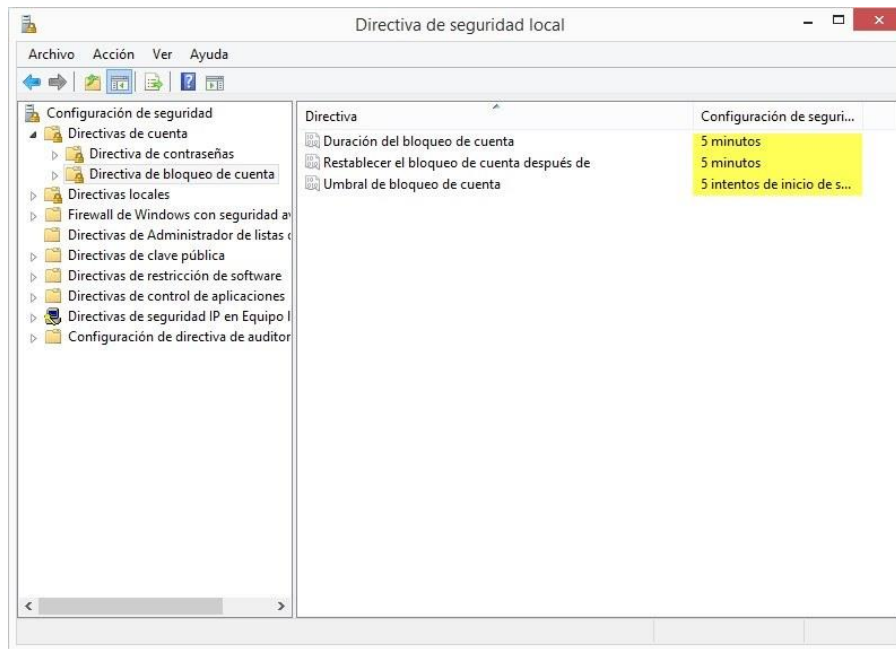 Directiva de seguridad local
Archivo Acción Ver Ayuda
Configuración de seguridad
Directivas de cuenta
Directiva de contraseñas
Directiva de bloqueo de cuenta
Directivas locales
Firewall de Windows con seguridad av
Directivas de Administrador de listas c
Directivas de clave pública
Directivas de restricción de software
Directivas de control de aplicaciones
Directivas de seguridad IP en Equipo l
Configuración de directiva de auditor
Directiva Configuración de seguri...
Duración del bloqueo de cuenta 5 minutos
Restablecer el bloqueo de cuenta después de 5 minutos
Umbral de bloqueo de cuenta 5 intentos de inicio de s...